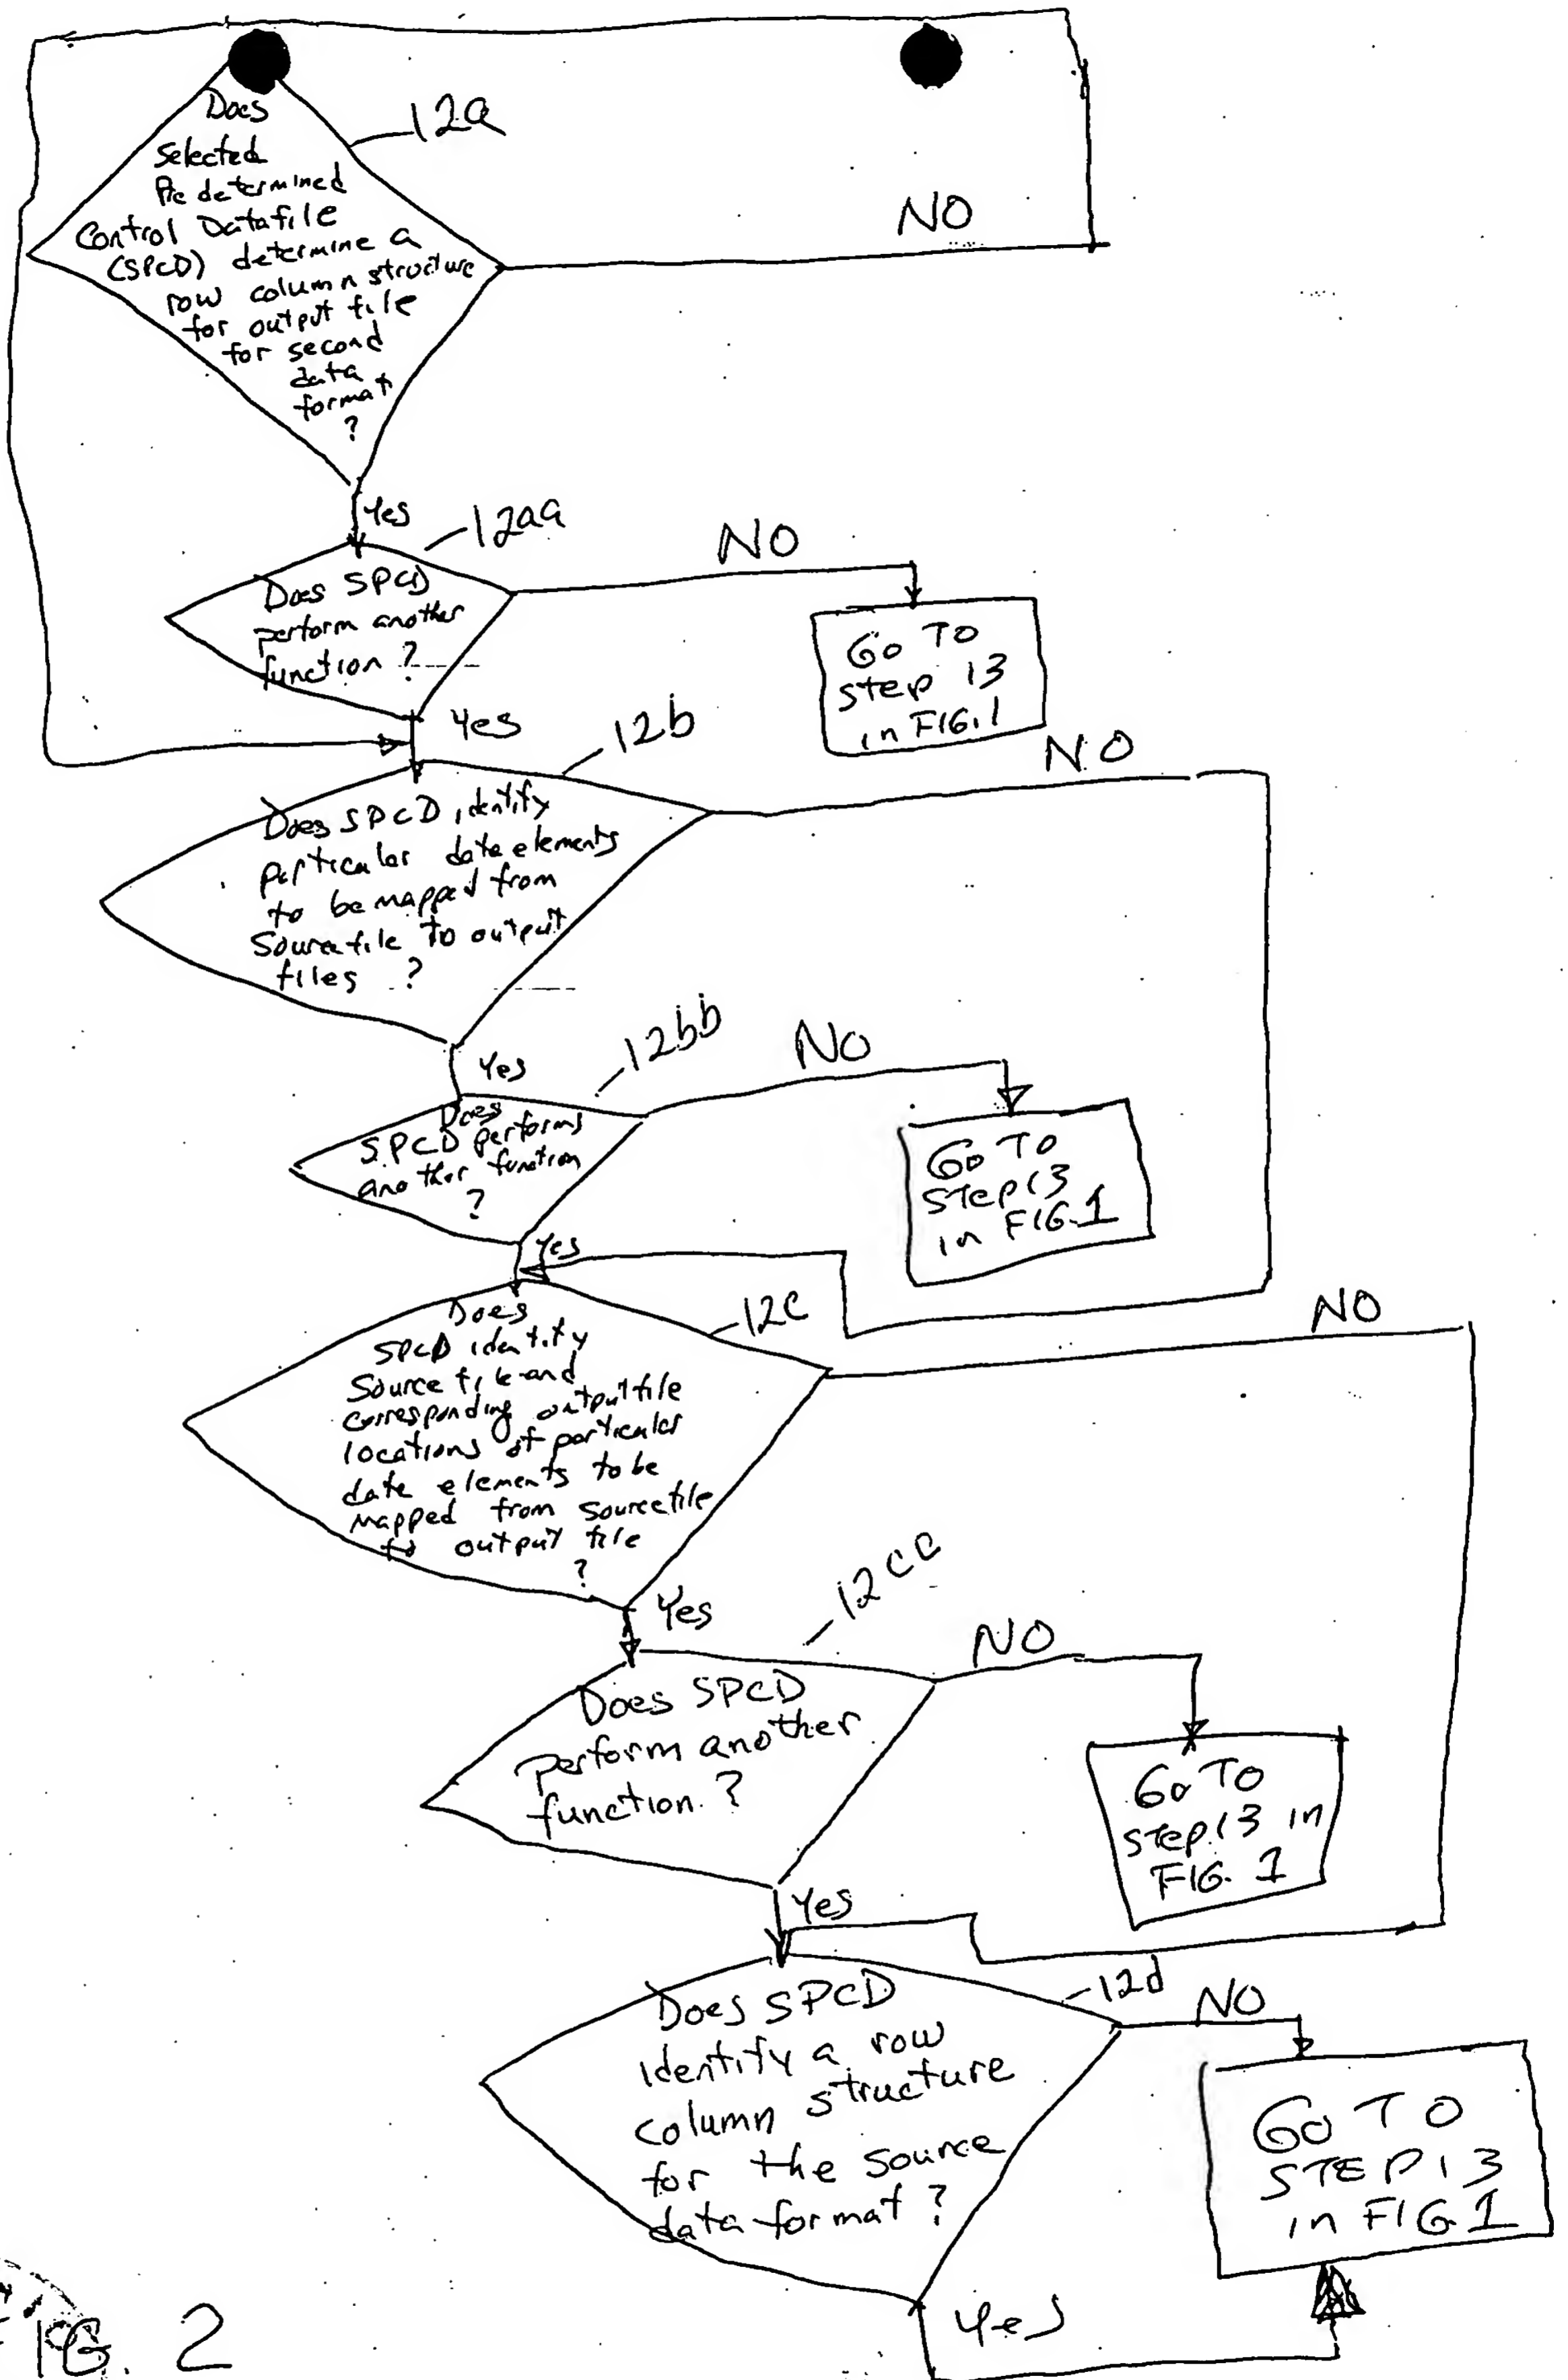 Does
12a
Selected
Predetermined
Control Datafile
(SPCD) determine a
row column structure
for output file
for second
data
format
?
NO
Yes
12aa
NO
Does SPCD
perform another
function ?
GO TO
step 13
in FIG. 1
Yes
12b
NO
Does SPCD identify
particular data elements
to be mapped from
Source file to output
files ?
Yes
12bb
NO
Does
SPCD performs
another function
?
GO TO
STEP 13
in FIG. 1
Yes
12c
NO
Does
SPCD identify
Source file and
corresponding output file
locations of particular
data elements to be
mapped from source file
to output file
?
Yes
12cc
NO
Does SPCD
perform another
function. ?
GO TO
Step 13 in
FIG. 1
Yes
12d
NO
Does SPCD
identify a row
column structure
for the source
data format ?
GO TO
STEP 13
in FIG. 1
Yes
FIG. 2